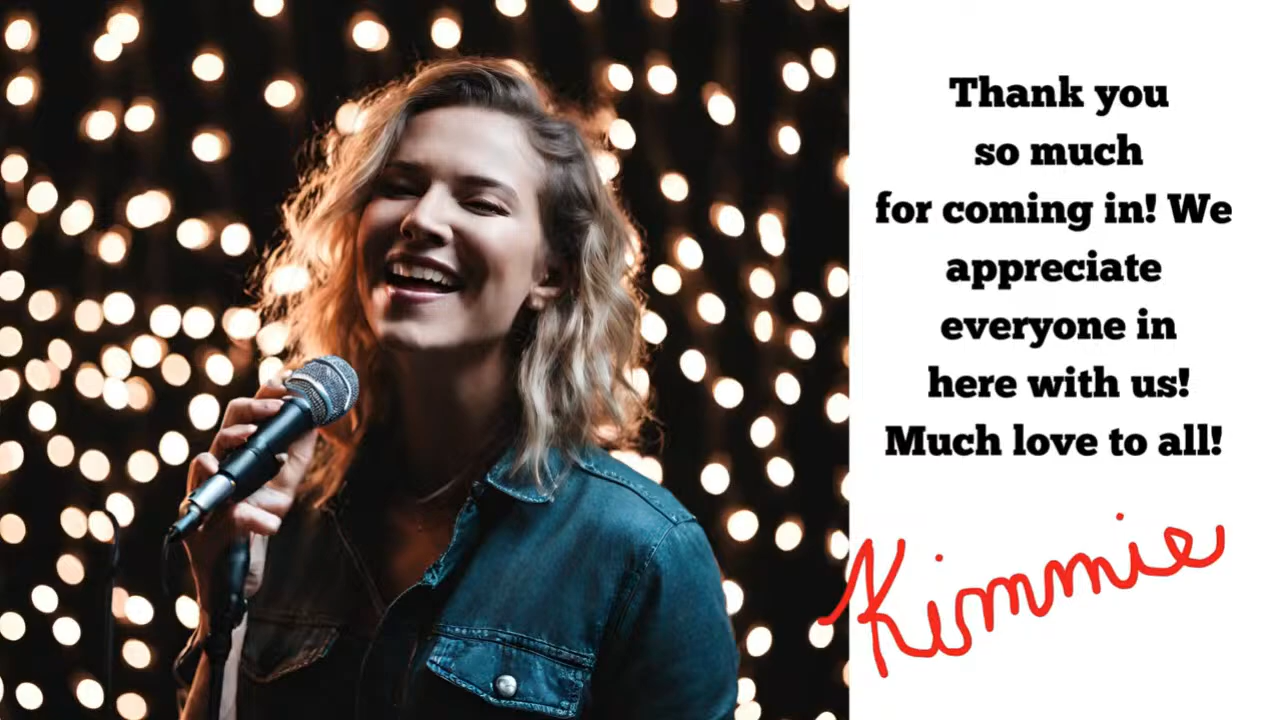 Thank you
so much
for coming in! We
appreciate
everyone in
here with us!
Much love to all!
Kimmie